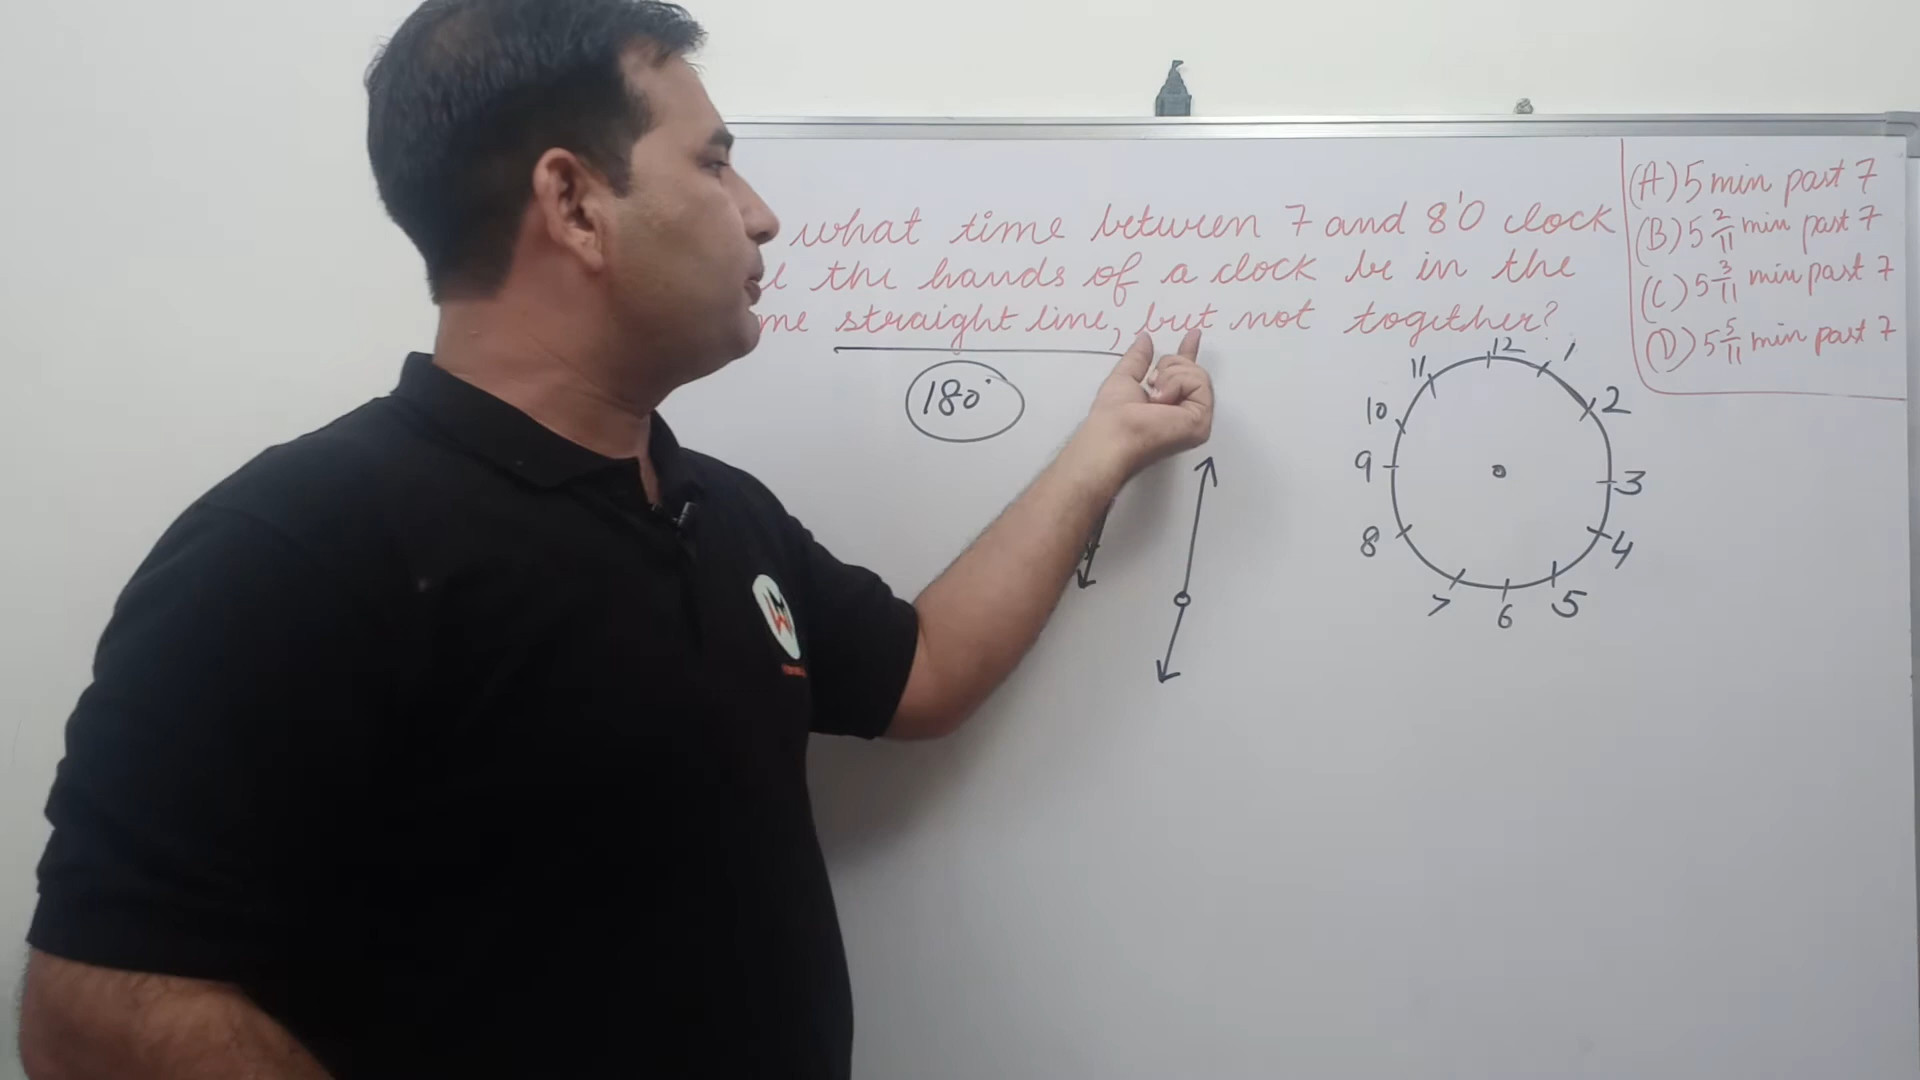 what time between 7 and 8'O clock
the hands of a clock be in the
straight line, but not together?
180°
(A) 5 min past 7
(B) 5 2/11 min past 7
(C) 5 3/11 min past 7
(D) 5 5/11 min past 7
12
1
2
3
4
5
6
7
8
9
10
11